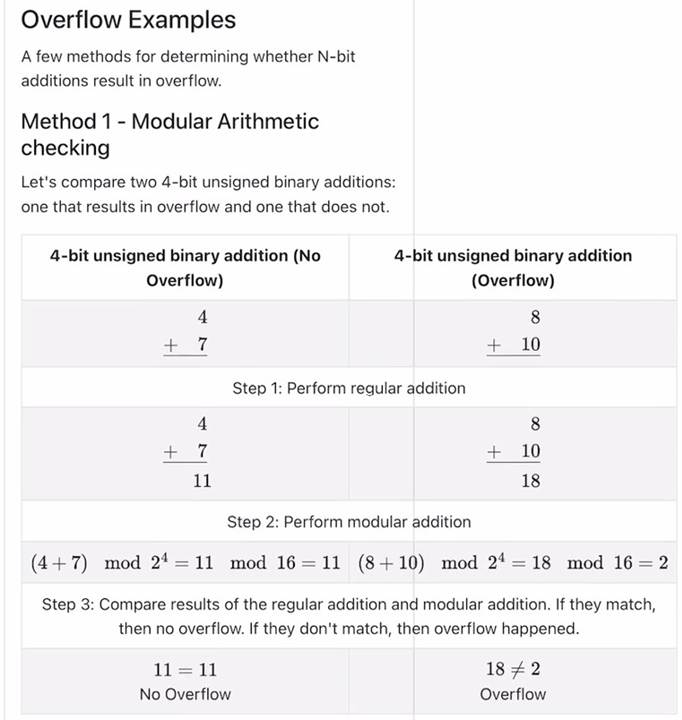 Overflow Examples
A few methods for determining whether N-bit
additions result in overflow.
Method 1 - Modular Arithmetic
checking
Let's compare two 4-bit unsigned binary additions:
one that results in overflow and one that does not.
4-bit unsigned binary addition (No
Overflow)
4-bit unsigned binary addition
(Overflow)
4
+ 7
8
+ 10
Step 1: Perform regular addition
4
+ 7
11
8
+ 10
18
Step 2: Perform modular addition
(4 + 7) mod 2⁴ = 11 mod 16 = 11
(8 + 10) mod 2⁴ = 18 mod 16 = 2
Step 3: Compare results of the regular addition and modular addition. If they match,
then no overflow. If they don't match, then overflow happened.
11 = 11
No Overflow
18 ≠ 2
Overflow